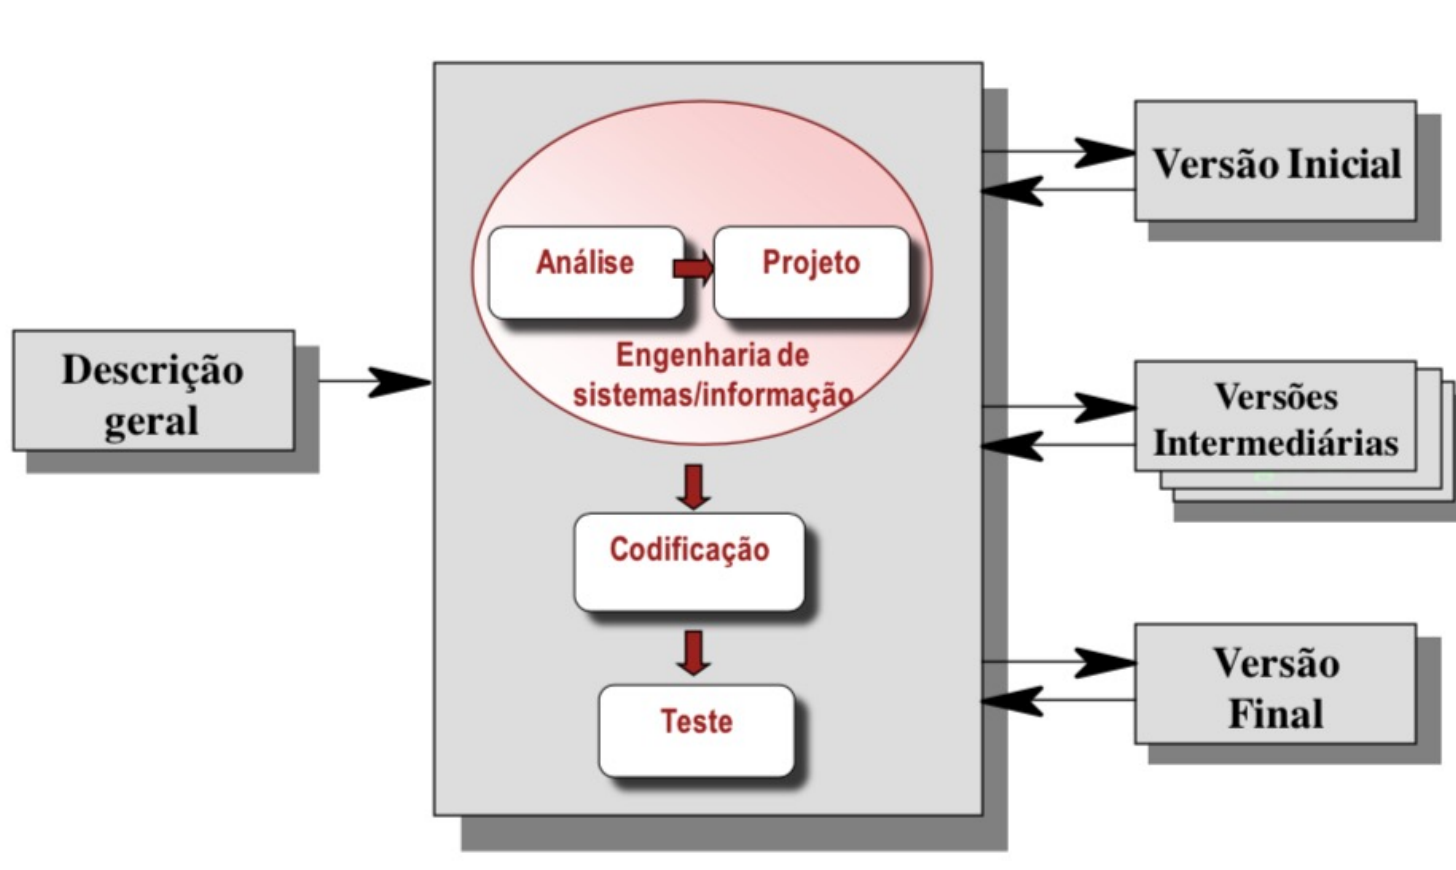 Descrição
geral
Análise
Projeto
Engenharia de
sistemas/informação
Codificação
Teste
Versão Inicial
Versões
Intermediárias
Versão
Final